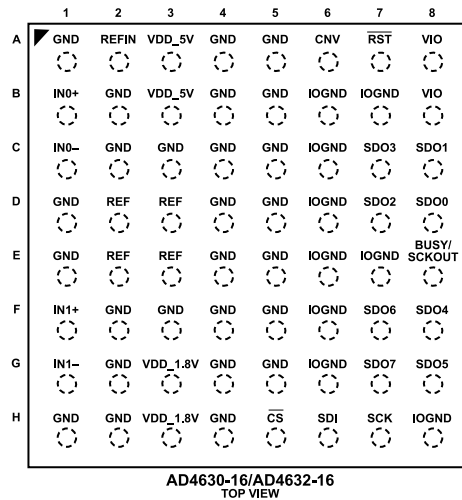 1 2 3 4 5 6 7 8
A GND REFIN VDD_5V GND GND CNV RST VIO
B IN0+ GND VDD_5V GND GND IOGND IOGND VIO
C IN0– GND GND GND GND IOGND SDO3 SDO1
D GND REF REF GND GND IOGND SDO2 SDO0
E GND REF REF GND GND IOGND IOGND BUSY/
SCKOUT
F IN1+ GND GND GND GND IOGND SDO6 SDO4
G IN1– GND VDD_1.8V GND GND IOGND SDO7 SDO5
H GND GND VDD_1.8V GND CS SDI SCK IOGND
AD4630-16/AD4632-16
TOP VIEW